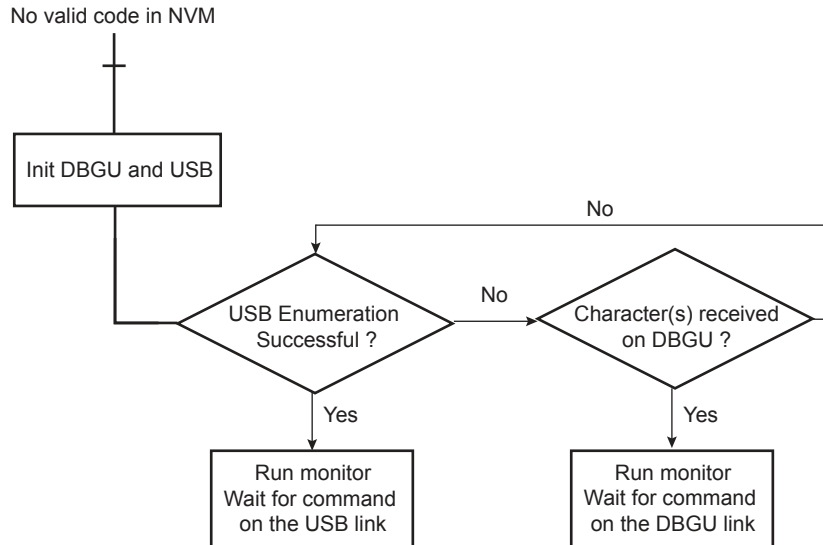 No valid code in NVM
Init DBGU and USB
No
USB Enumeration
Successful ?
No
Character(s) received
on DBGU ?
Yes
Yes
Run monitor
Wait for command
on the USB link
Run monitor
Wait for command
on the DBGU link